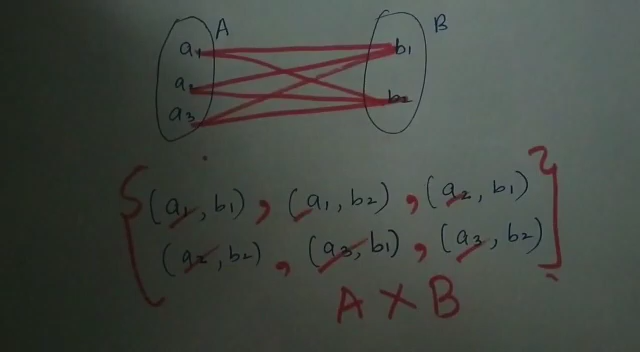 A B
a₁ b₁
a₂
a₃ b₂
{(a₁, b₁), (a₁, b₂), (a₂, b₁)
(a₂, b₂), (a₃, b₁), (a₃, b₂)}
A X B